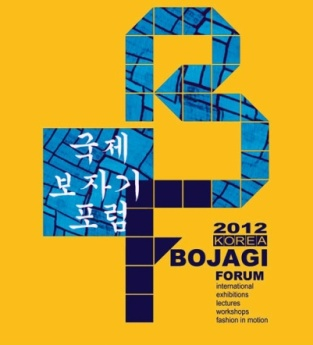 국제
보자기
포럼
2012
KOREA
BOJAGI
FORUM
international
exhibitions
lectures
workshops
fashion in motion